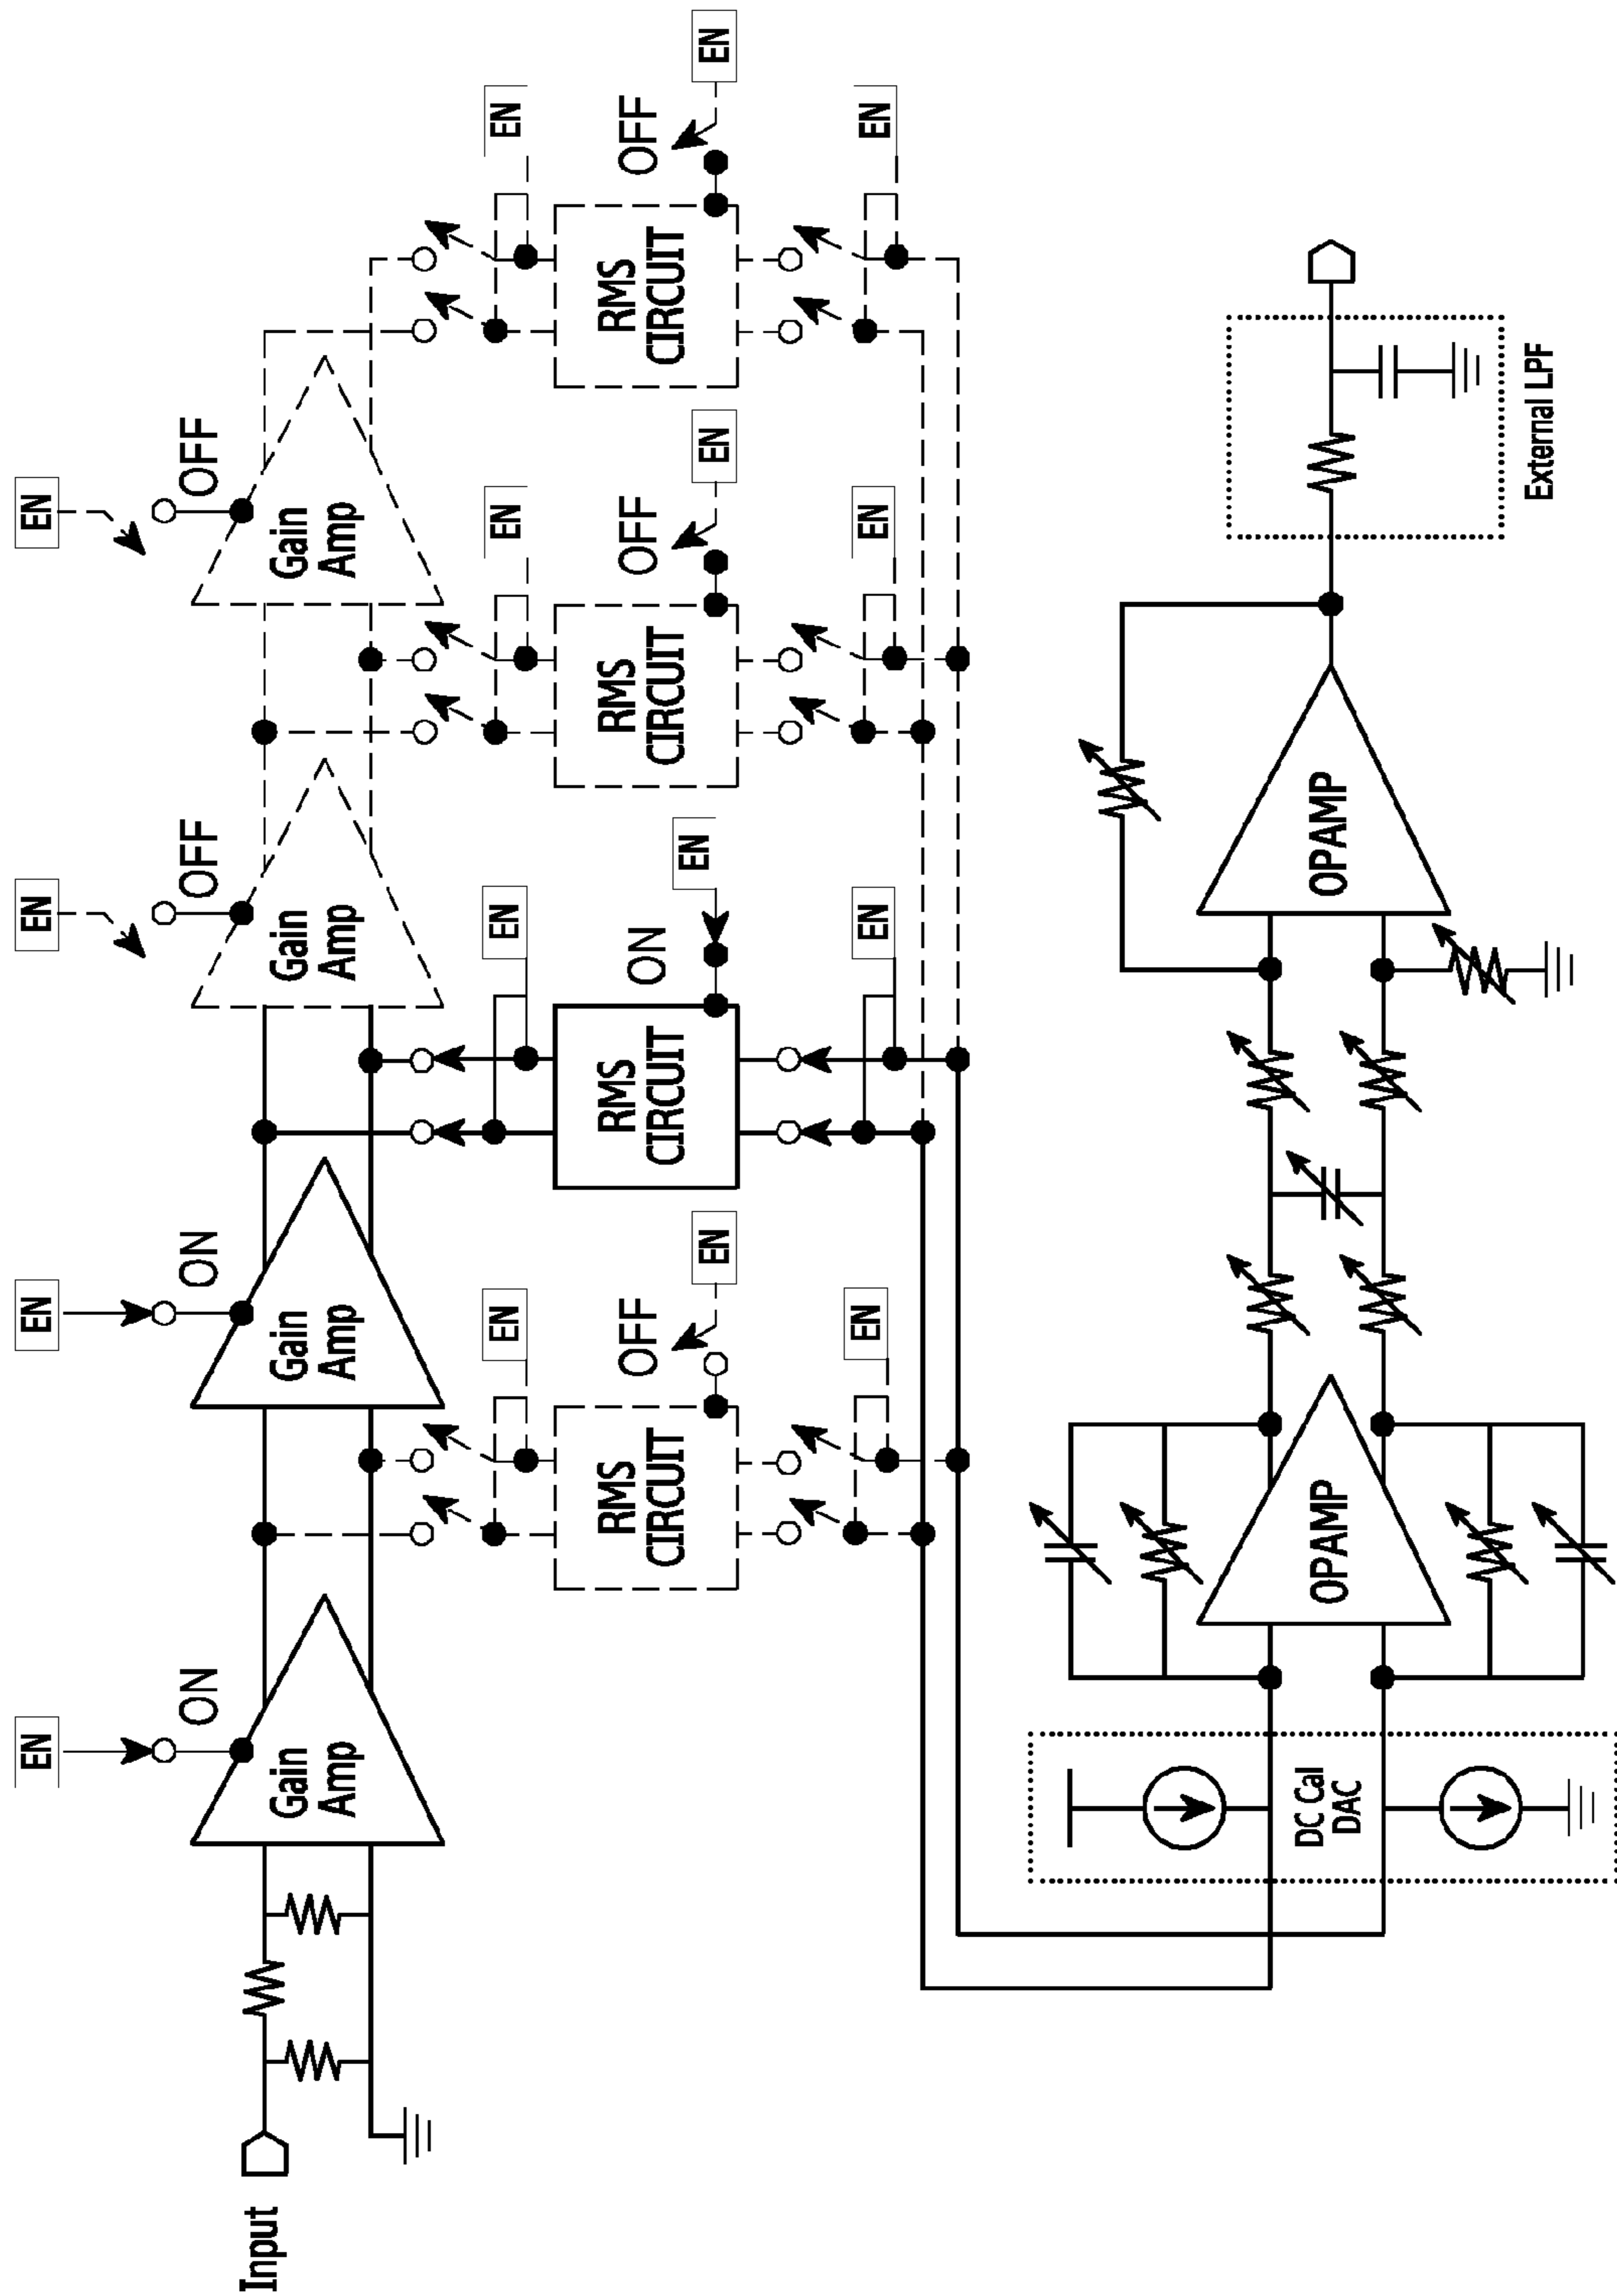 EN
EN
EN
EN
ON
ON
OFF
OFF
Input
Gain
Amp
Gain
Amp
Gain
Amp
Gain
Amp
EN
EN
EN
EN
RMS
CIRCUIT
OFF
RMS
CIRCUIT
ON
RMS
CIRCUIT
OFF
RMS
CIRCUIT
OFF
EN
EN
EN
EN
EN
EN
EN
EN
DC Cal
DAC
OPAMP
OPAMP
External LPF